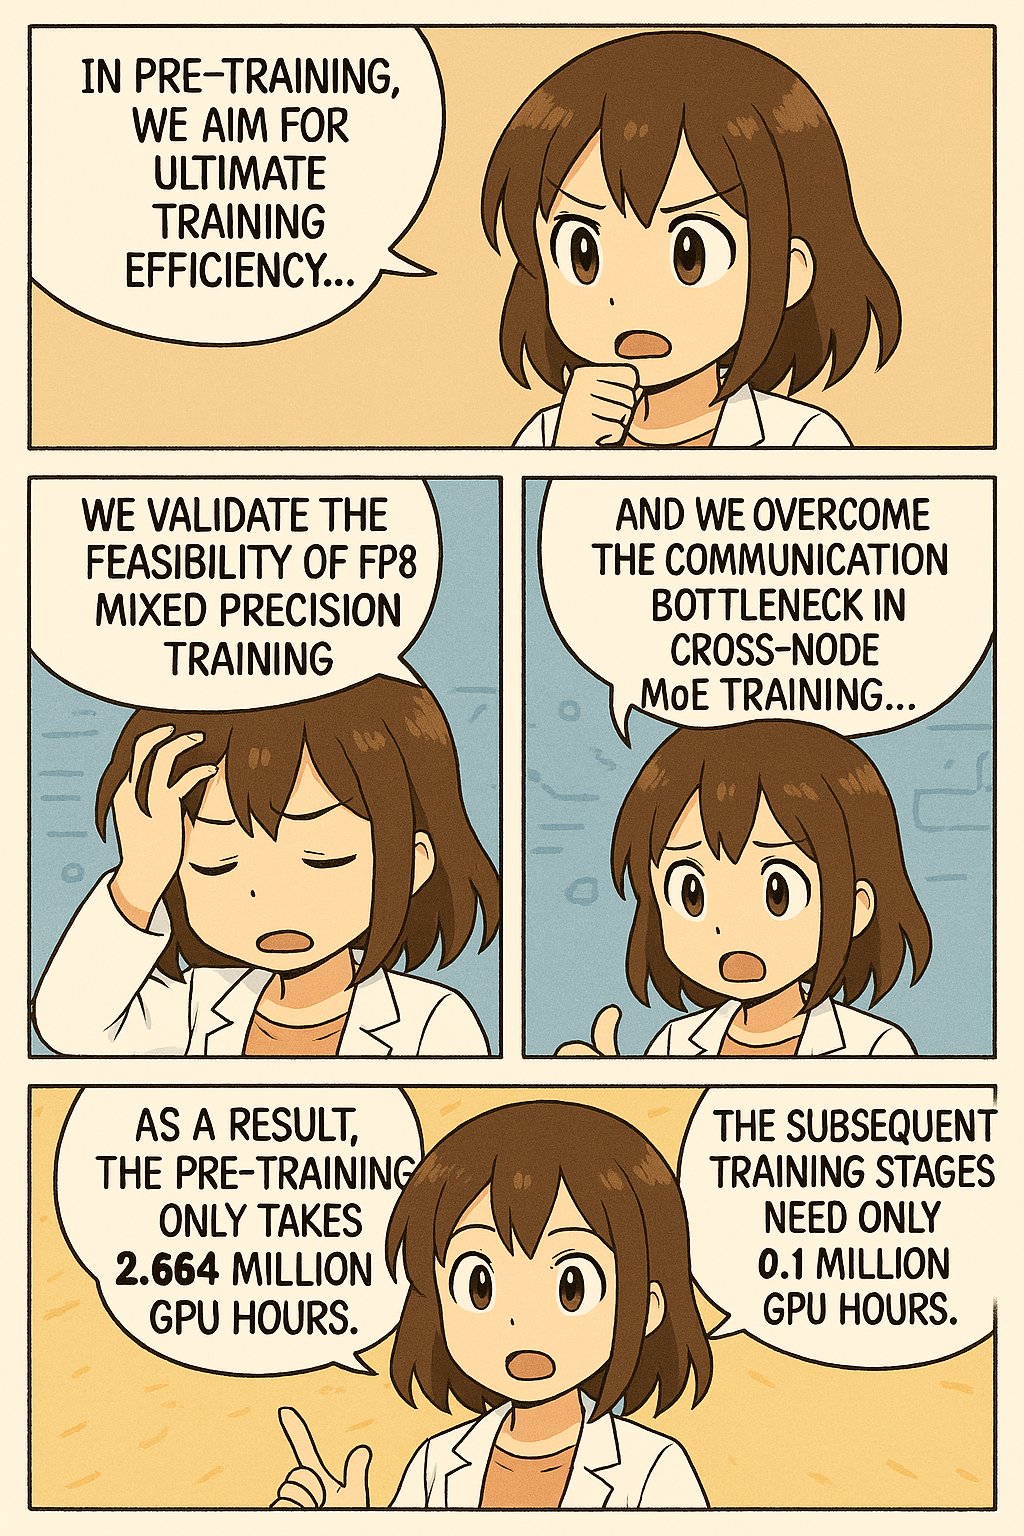 IN PRE-TRAINING,
WE AIM FOR
ULTIMATE
TRAINING
EFFICIENCY...
WE VALIDATE THE
FEASIBILITY OF FP8
MIXED PRECISION
TRAINING
AND WE OVERCOME
THE COMMUNICATION
BOTTLENECK IN
CROSS-NODE
MoE TRAINING...
AS A RESULT,
THE PRE-TRAINING
ONLY TAKES
2.664 MILLION
GPU HOURS.
THE SUBSEQUENT
TRAINING STAGES
NEED ONLY
0.1 MILLION
GPU HOURS.